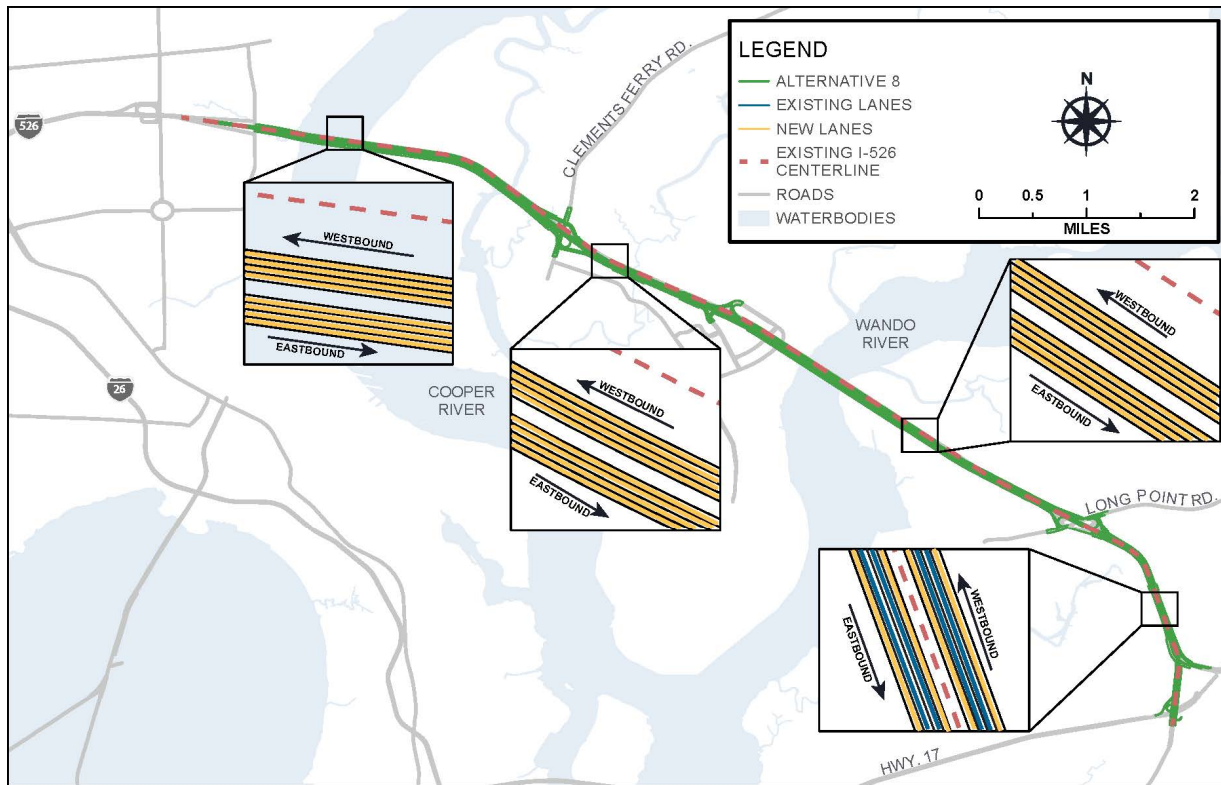 LEGEND
ALTERNATIVE 8
EXISTING LANES
NEW LANES
EXISTING I-526
CENTERLINE
ROADS
WATERBODIES
N
0 0.5 1 2
MILES
CLEMENTS FERRY RD.
526
WESTBOUND
EASTBOUND
26
COOPER
RIVER
WESTBOUND
EASTBOUND
WANDO
RIVER
WESTBOUND
EASTBOUND
LONG POINT RD.
WESTBOUND
EASTBOUND
HWY. 17